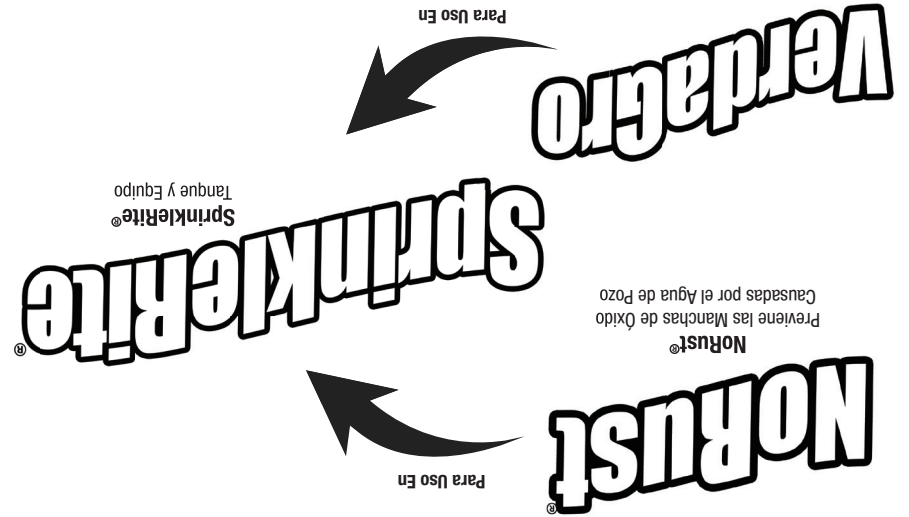 NoRust®
Para Uso En
NoRust®
Previene las Manchas de Óxido
Causadas por el Agua de Pozo
SprinkleRite®
SprinkleRite®
Tanque y Equipo
VerdaGro
Para Uso En